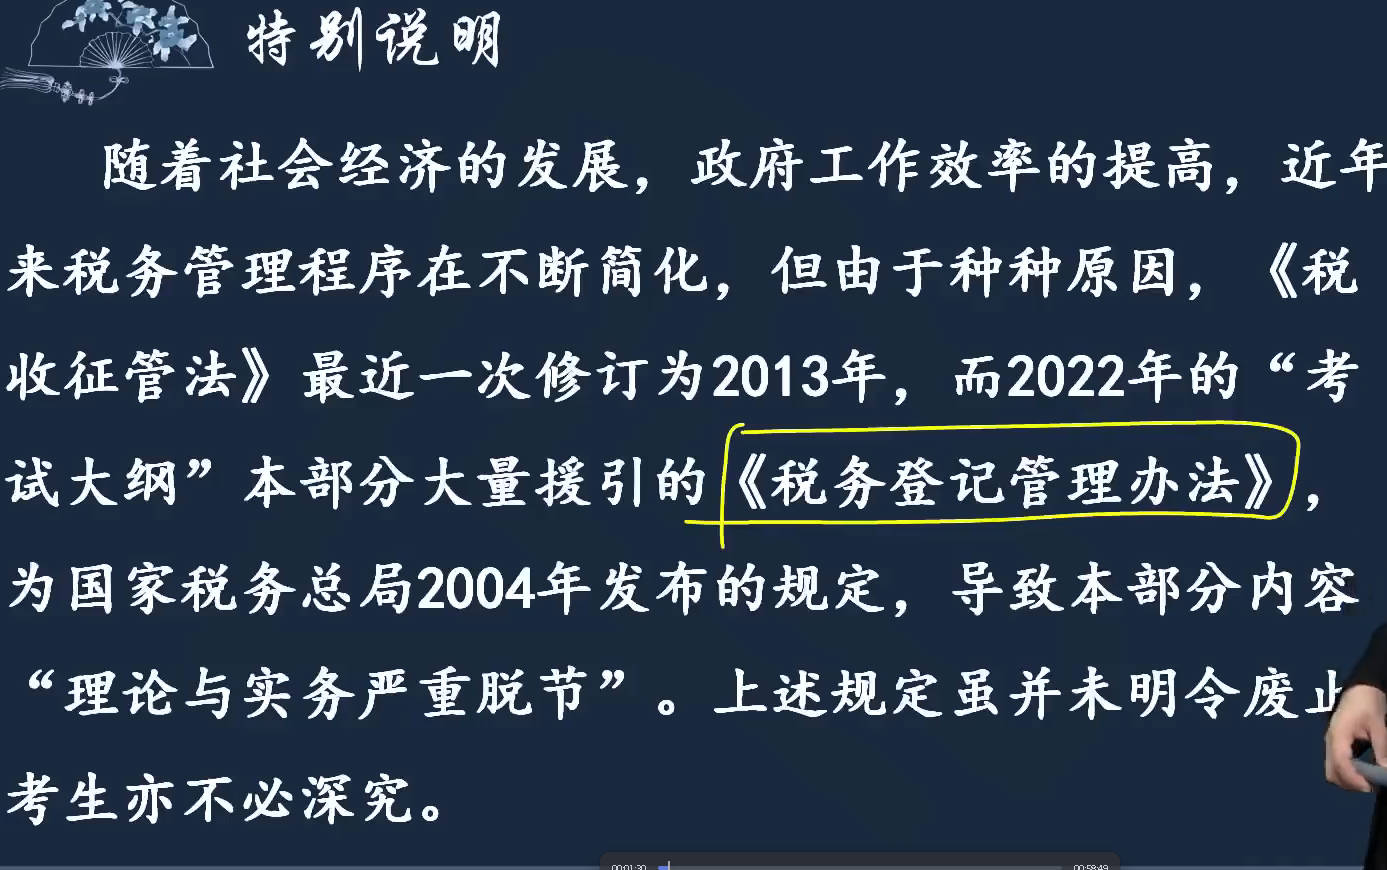 特别说明
随着社会经济的发展，政府工作效率的提高，近年
来税务管理程序在不断简化，但由于种种原因，《税
收征管法》最近一次修订为2013年，而2022年的“考
试大纲”本部分大量援引的《税务登记管理办法》，
为国家税务总局2004年发布的规定，导致本部分内容
“理论与实务严重脱节”。上述规定虽并未明令废止
考生亦不必深究。
00:01:30
00:58:49